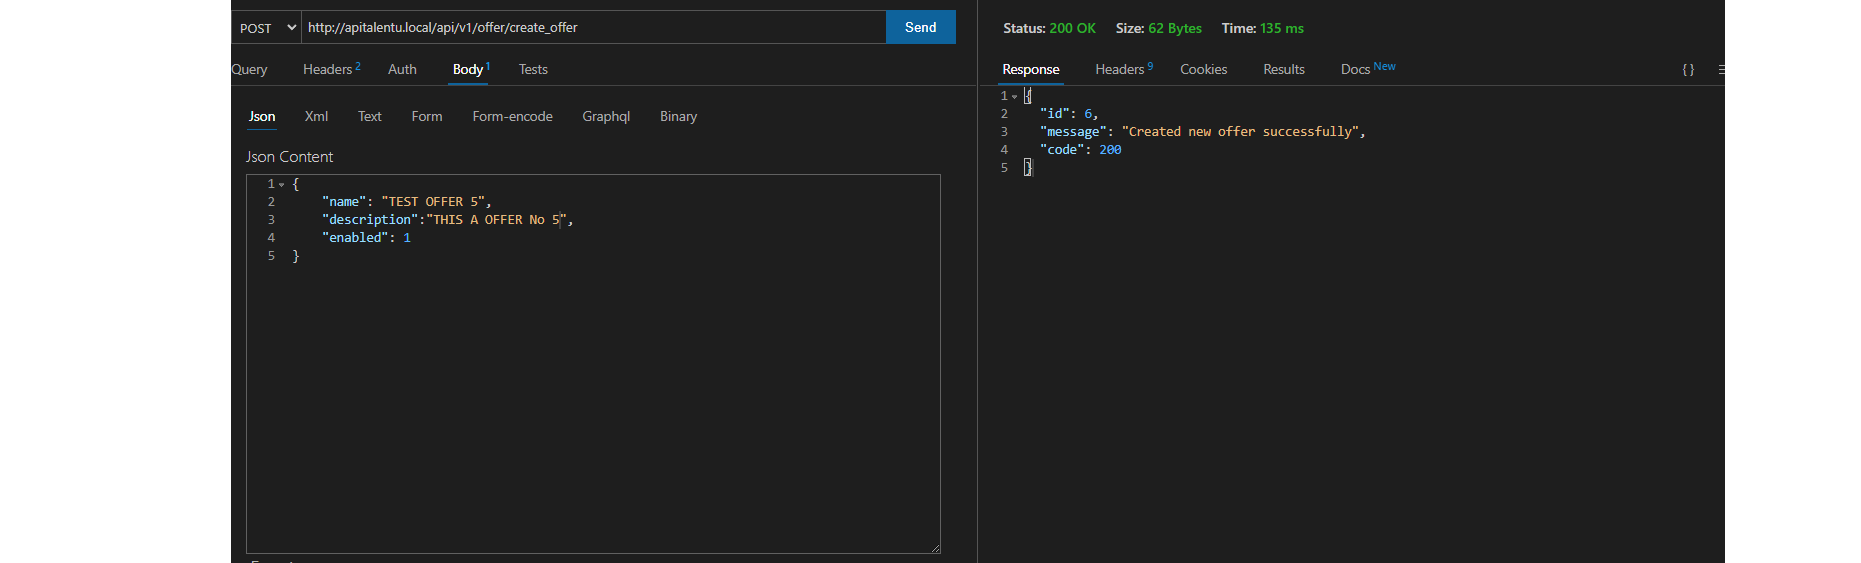 POST http://apitalentu.local/api/v1/offer/create_offer Send
Query Headers 2 Auth Body 1 Tests
Json Xml Text Form Form-encode Graphql Binary
Json Content
1 {
2 "name": "TEST OFFER 5",
3 "description":"THIS A OFFER No 5",
4 "enabled": 1
5 }
Status: 200 OK Size: 62 Bytes Time: 135 ms
Response Headers 9 Cookies Results Docs New {}
1 {
2 "id": 6,
3 "message": "Created new offer successfully",
4 "code": 200
5 }